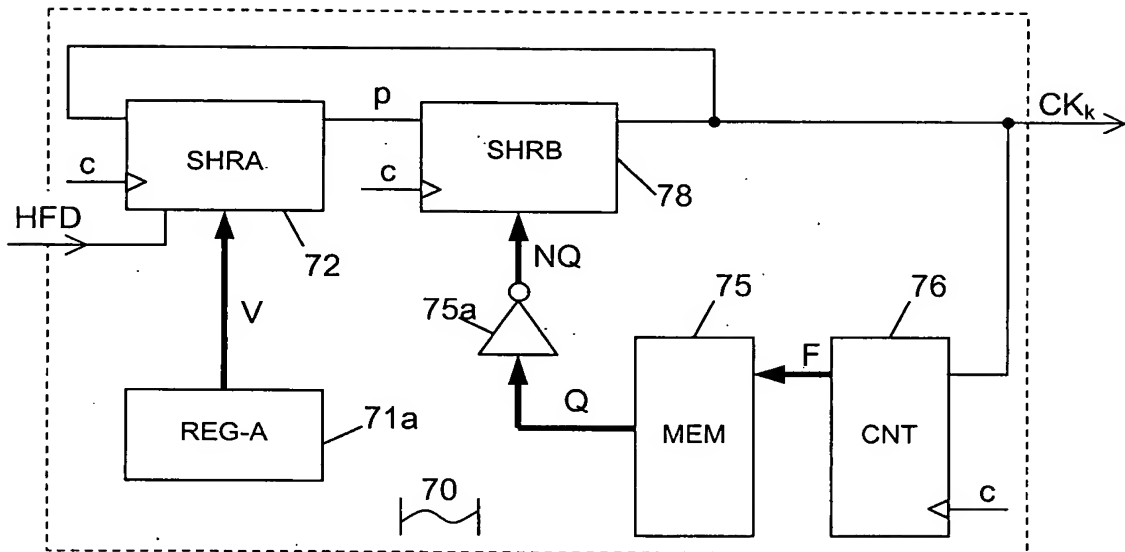 CKk
p
SHRA
SHRB
c
c
78
HFD
72
NQ
V
75a
75
76
F
Q
REG-A
71a
MEM
CNT
70
c